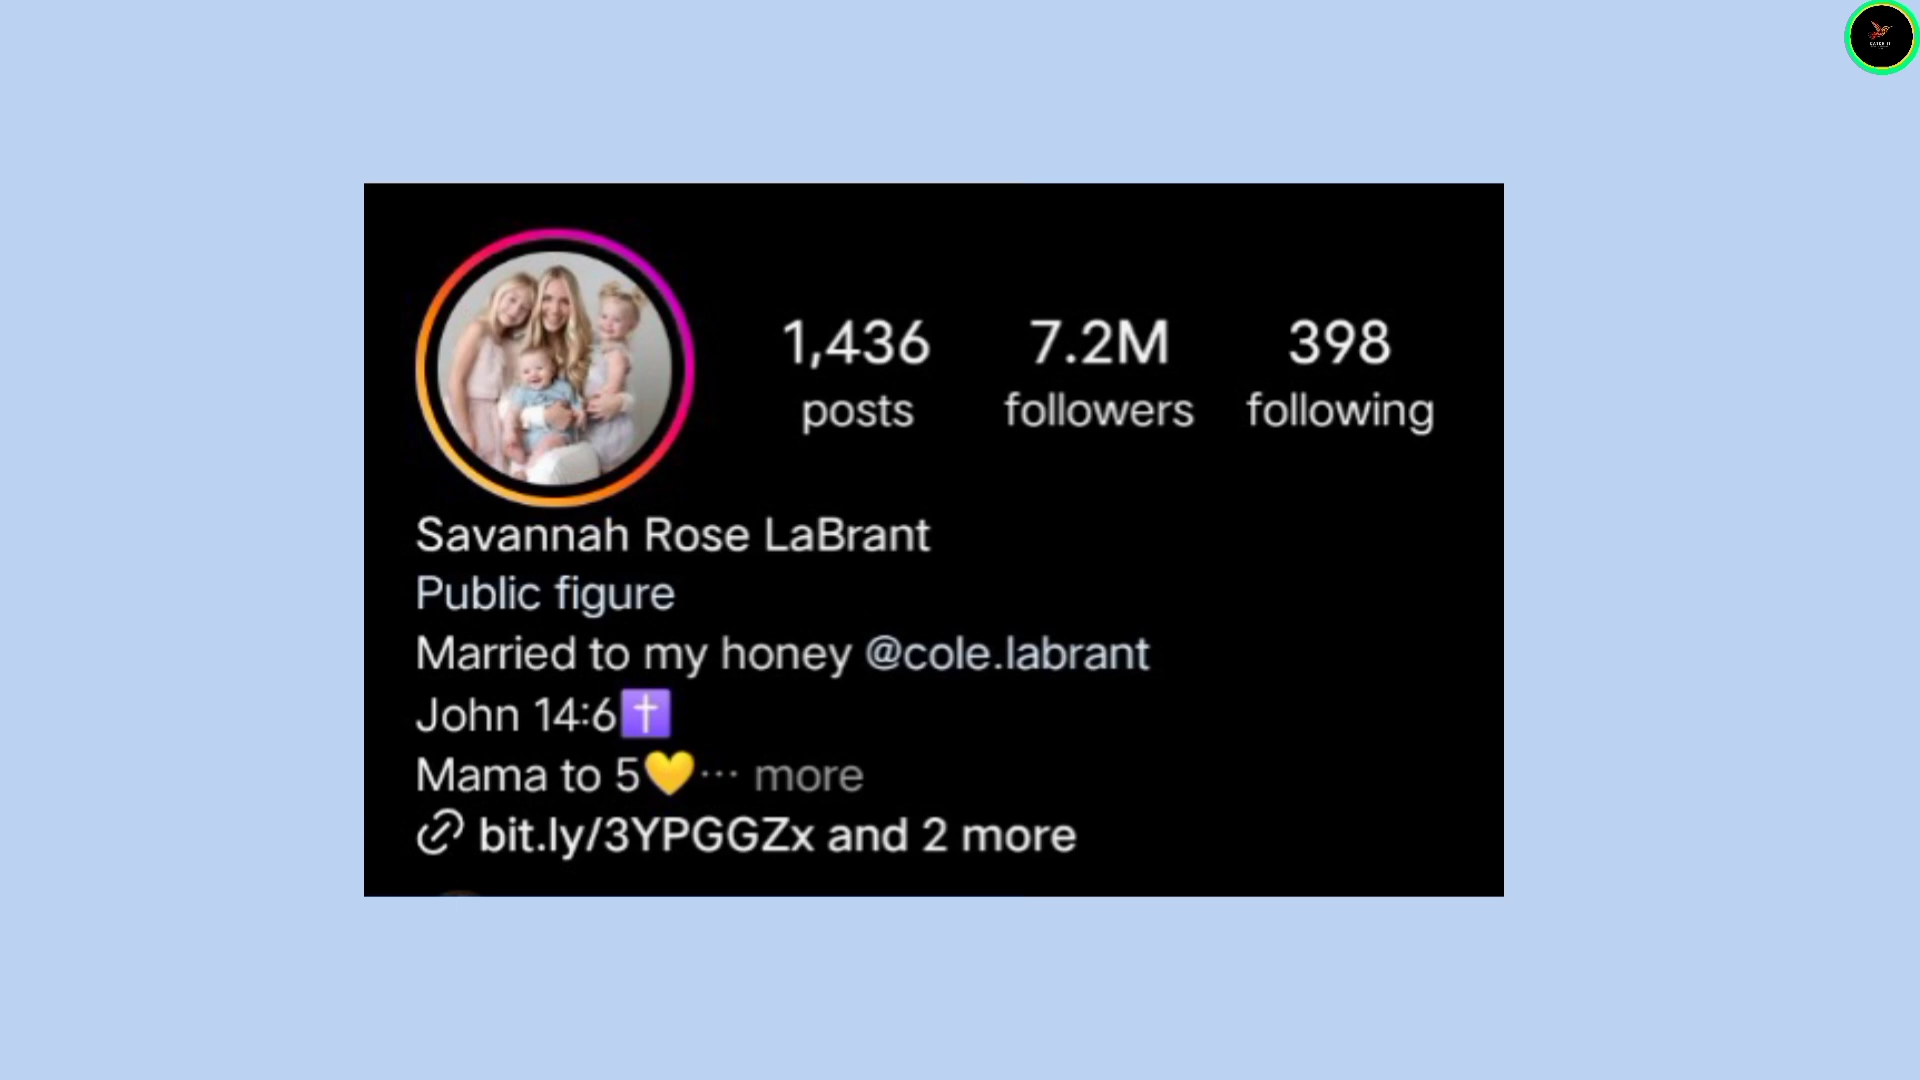 1,436 7.2M 398
posts followers following
Savannah Rose LaBrant
Public figure
Married to my honey @cole.labrant
John 14:6✝️
Mama to 5💛... more
bit.ly/3YPGGZx and 2 more